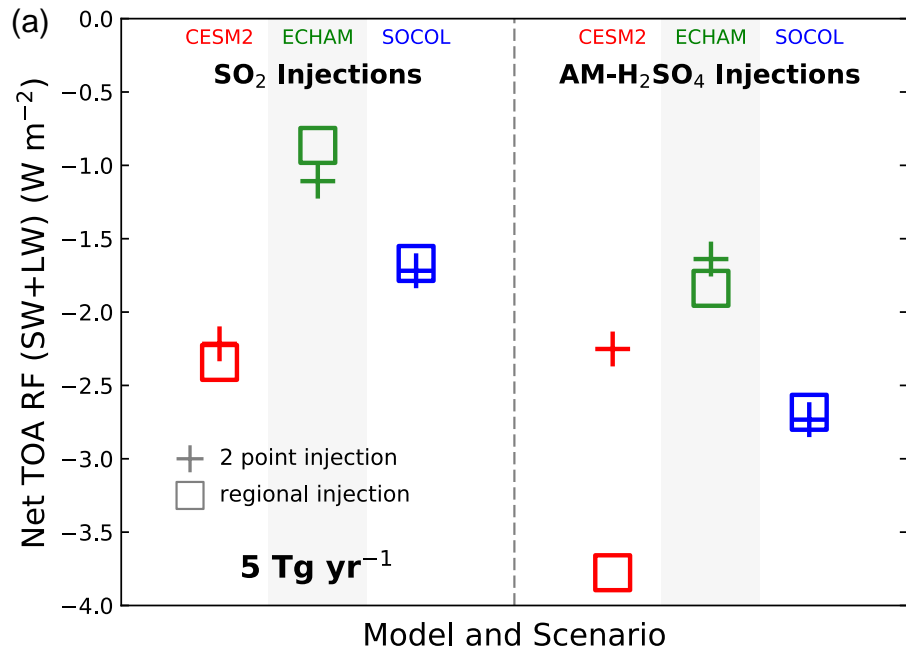 (a)
0.0
−0.5
−1.0
−1.5
−2.0
−2.5
−3.0
−3.5
−4.0
Net TOA RF (SW+LW) (W m⁻²)
CESM2 ECHAM SOCOL CESM2 ECHAM SOCOL
SO₂ Injections AM-H₂SO₄ Injections
2 point injection
regional injection
5 Tg yr⁻¹
Model and Scenario